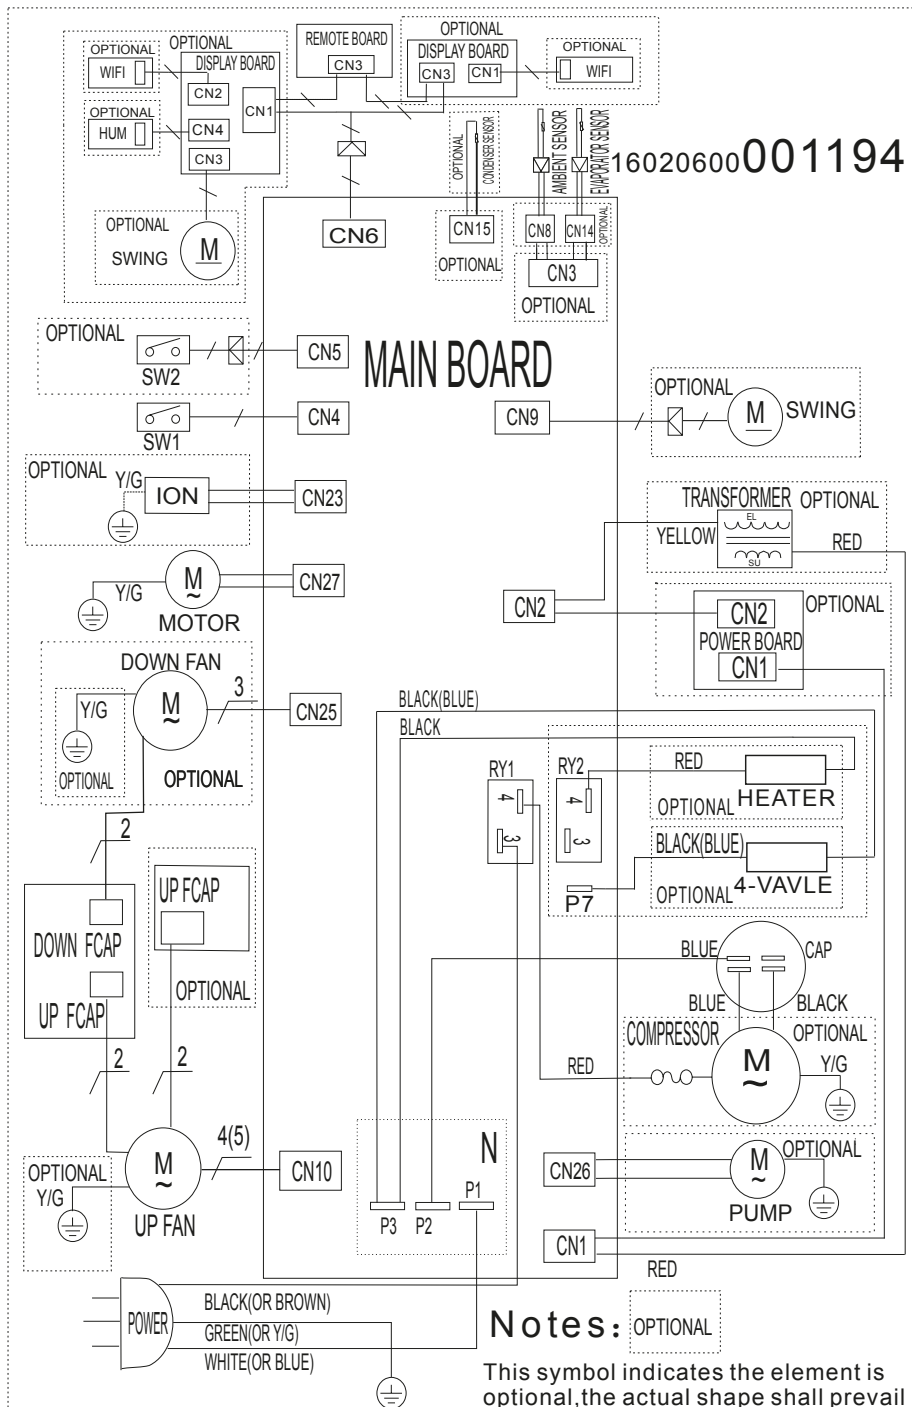 OPTIONAL
WIFI
OPTIONAL
HUM
OPTIONAL
DISPLAY BOARD
CN2
CN4
CN3
CN1
OPTIONAL
SWING
M
REMOTE BOARD
CN3
OPTIONAL
DISPLAY BOARD
CN3
CN1
OPTIONAL
WIFI
OPTIONAL
CONDENSER SENSOR
AMBIENT SENSOR
EVAPORATOR SENSOR
16020600001194
CN6
CN15
OPTIONAL
CN8
CN14
OPTIONAL
CN3
OPTIONAL
OPTIONAL
SW2
CN5
MAIN BOARD
SW1
CN4
CN9
OPTIONAL
M
SWING
OPTIONAL
Y/G
ION
CN23
TRANSFORMER
OPTIONAL
EL
SU
YELLOW
RED
Y/G
M
~
MOTOR
CN27
CN2
CN2
POWER BOARD
CN1
OPTIONAL
DOWN FAN
Y/G
OPTIONAL
M
~
3
OPTIONAL
CN25
BLACK(BLUE)
BLACK
RY1
4
3
RY2
4
3
RED
HEATER
OPTIONAL
BLACK(BLUE)
4-VAVLE
OPTIONAL
P7
2
DOWN FCAP
UP FCAP
UP FCAP
OPTIONAL
2
2
BLUE
CAP
BLUE
BLACK
COMPRESSOR
OPTIONAL
M
~
Y/G
RED
OPTIONAL
Y/G
M
~
UP FAN
4(5)
CN10
N
P3
P2
P1
CN26
M
~
PUMP
OPTIONAL
CN1
RED
POWER
BLACK(OR BROWN)
GREEN(OR Y/G)
WHITE(OR BLUE)
Notes:
OPTIONAL
This symbol indicates the element is
optional,the actual shape shall prevail